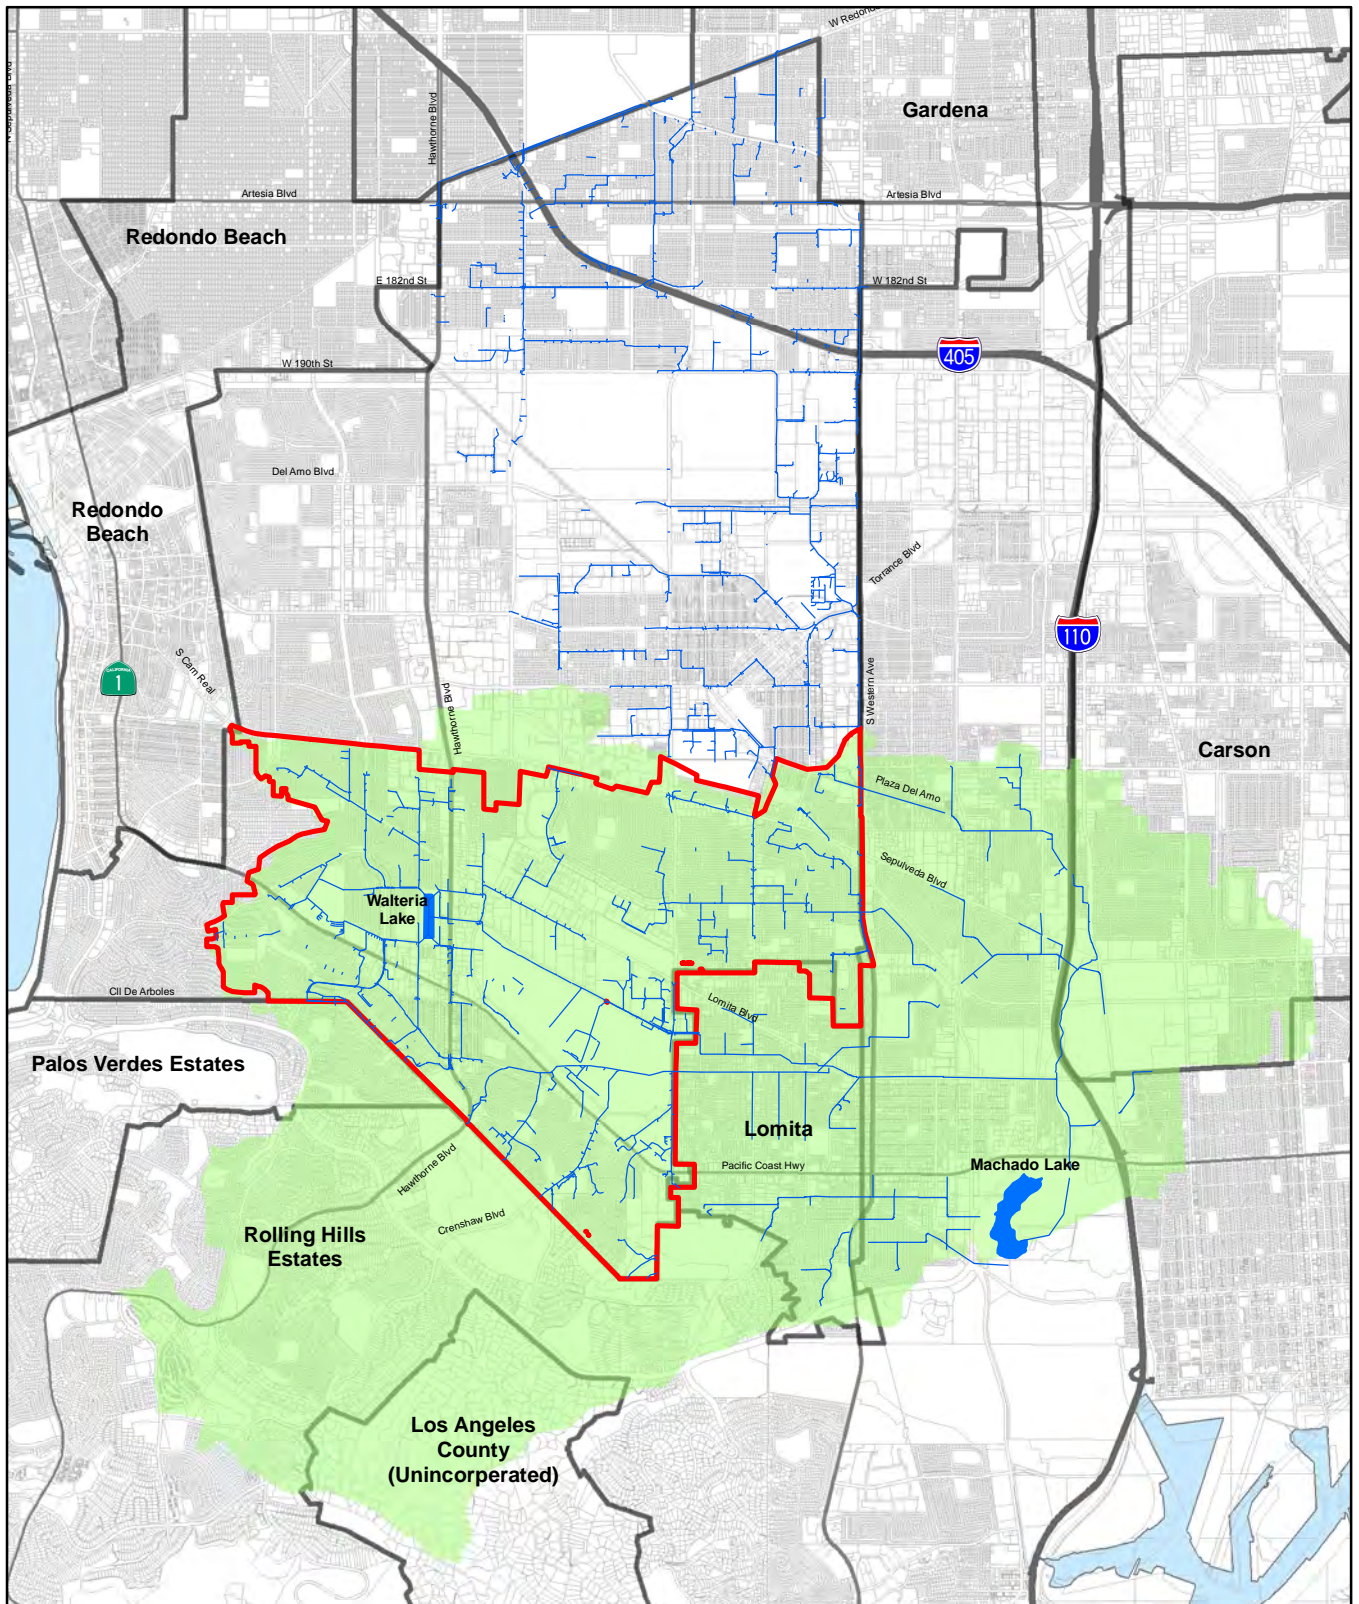 W Redondo
N Sepulveda Blvd
Hawthorne Blvd
Gardena
Artesia Blvd
Artesia Blvd
Redondo Beach
E 182nd St
W 182nd St
405
W 190th St
Del Amo Blvd
Redondo
Beach
Torrance Blvd
110
CALIFORNIA
1
S Cam Real
Hawthorne Blvd
S Western Ave
Carson
Plaza Del Amo
Sepulveda Blvd
Walteria
Lake
Cll De Arboles
Lomita Blvd
Palos Verdes Estates
Lomita
Pacific Coast Hwy
Machado Lake
Hawthorne Blvd
Crenshaw Blvd
Rolling Hills
Estates
Los Angeles
County
(Unincorperated)